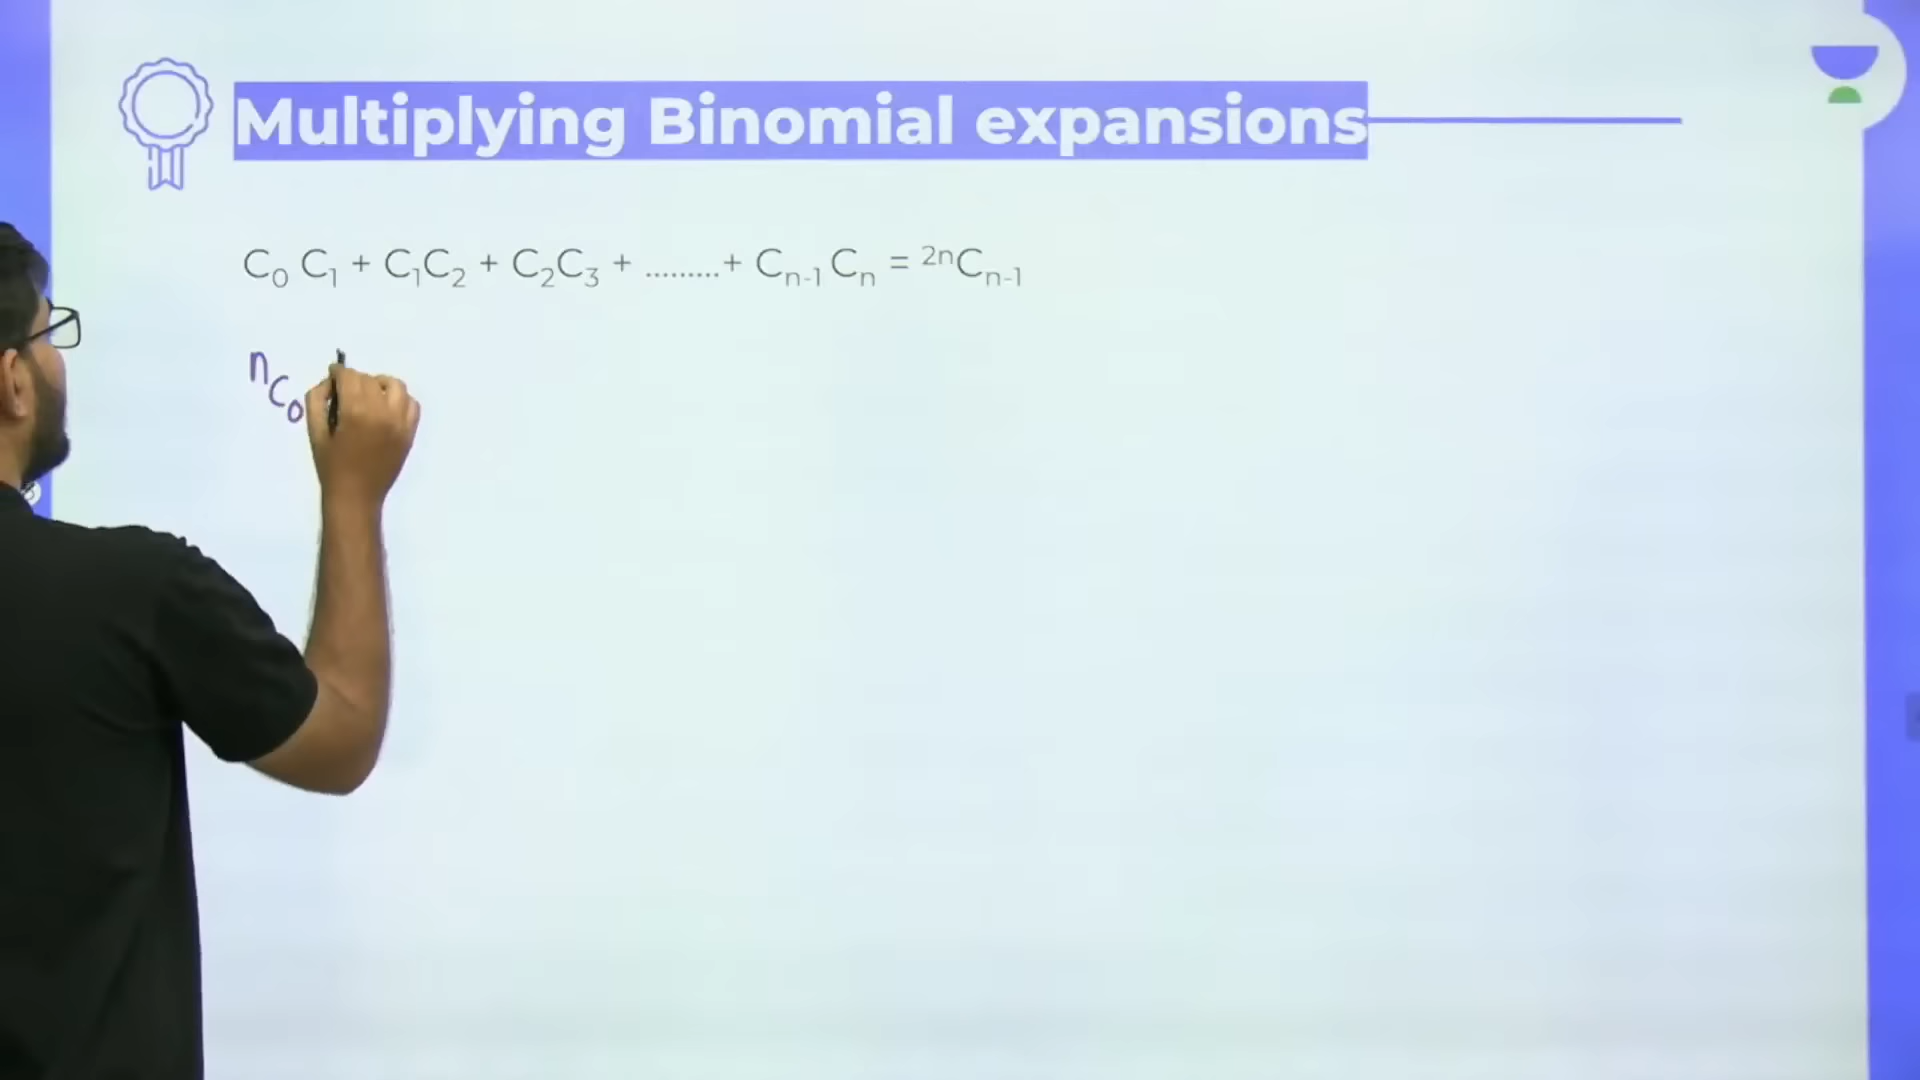 Multiplying Binomial expansions
C₀ C₁ + C₁C₂ + C₂C₃ + .........+ Cₙ₋₁ Cₙ = ²ⁿCₙ₋₁
ⁿC₀